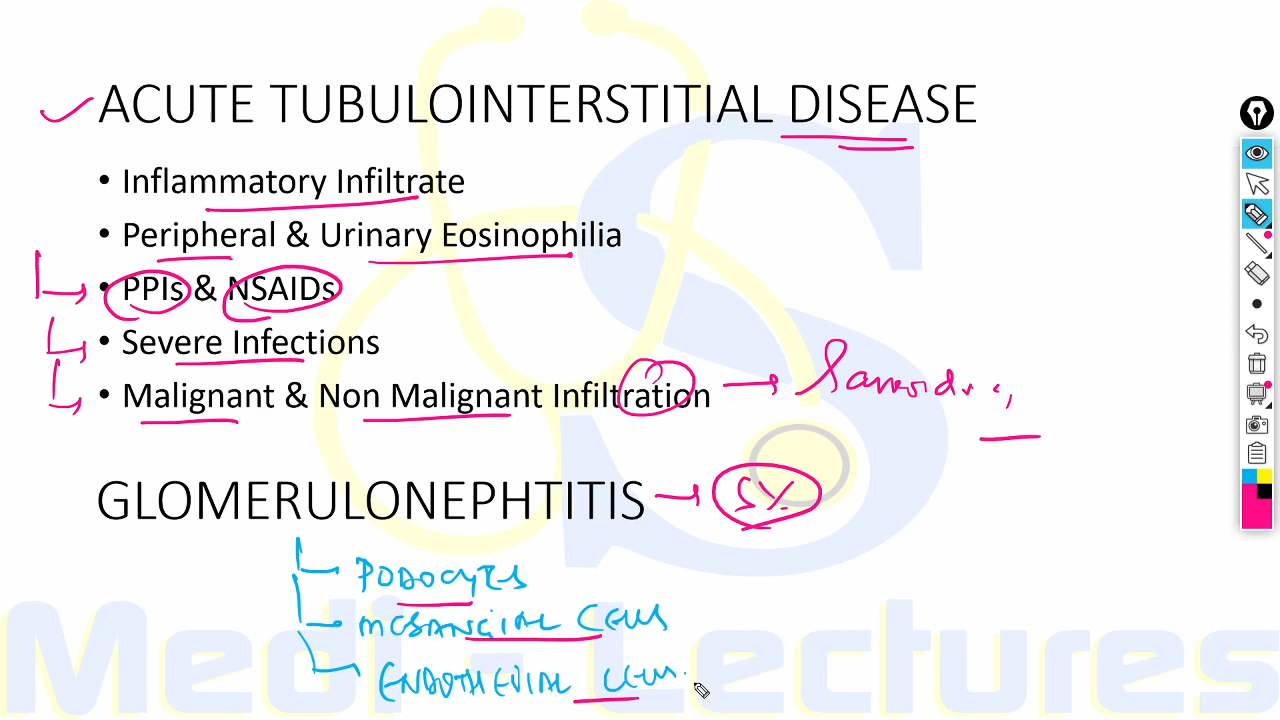 ACUTE TUBULOINTERSTITIAL DISEASE
• Inflammatory Infiltrate
• Peripheral & Urinary Eosinophilia
• PPIs & NSAIDs
• Severe Infections
• Malignant & Non Malignant Infiltration
GLOMERULONEPHTITIS → 5%
PODOCYTES
MESANGIAL CELLS
ENDOTHELIAL CELLS
Medi - Lectures